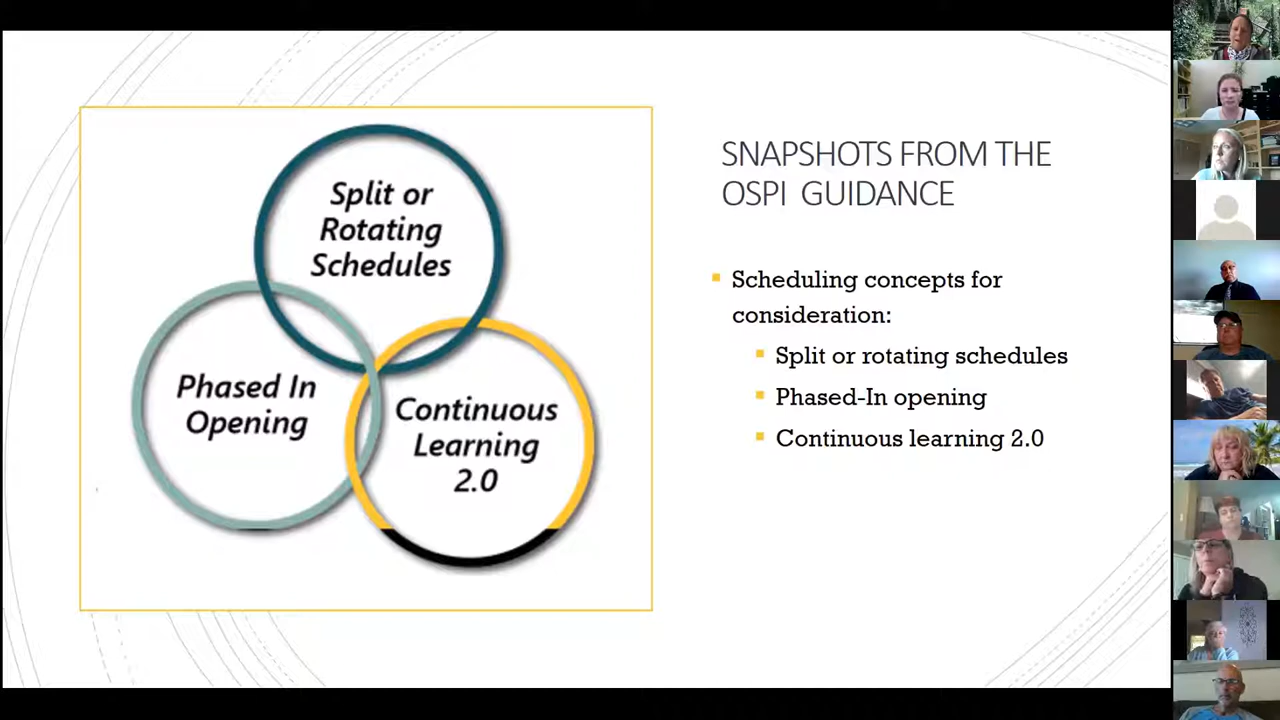 Split or
Rotating
Schedules
Phased In
Opening
Continuous
Learning
2.0
SNAPSHOTS FROM THE
OSPI GUIDANCE
Scheduling concepts for
consideration:
Split or rotating schedules
Phased-In opening
Continuous learning 2.0